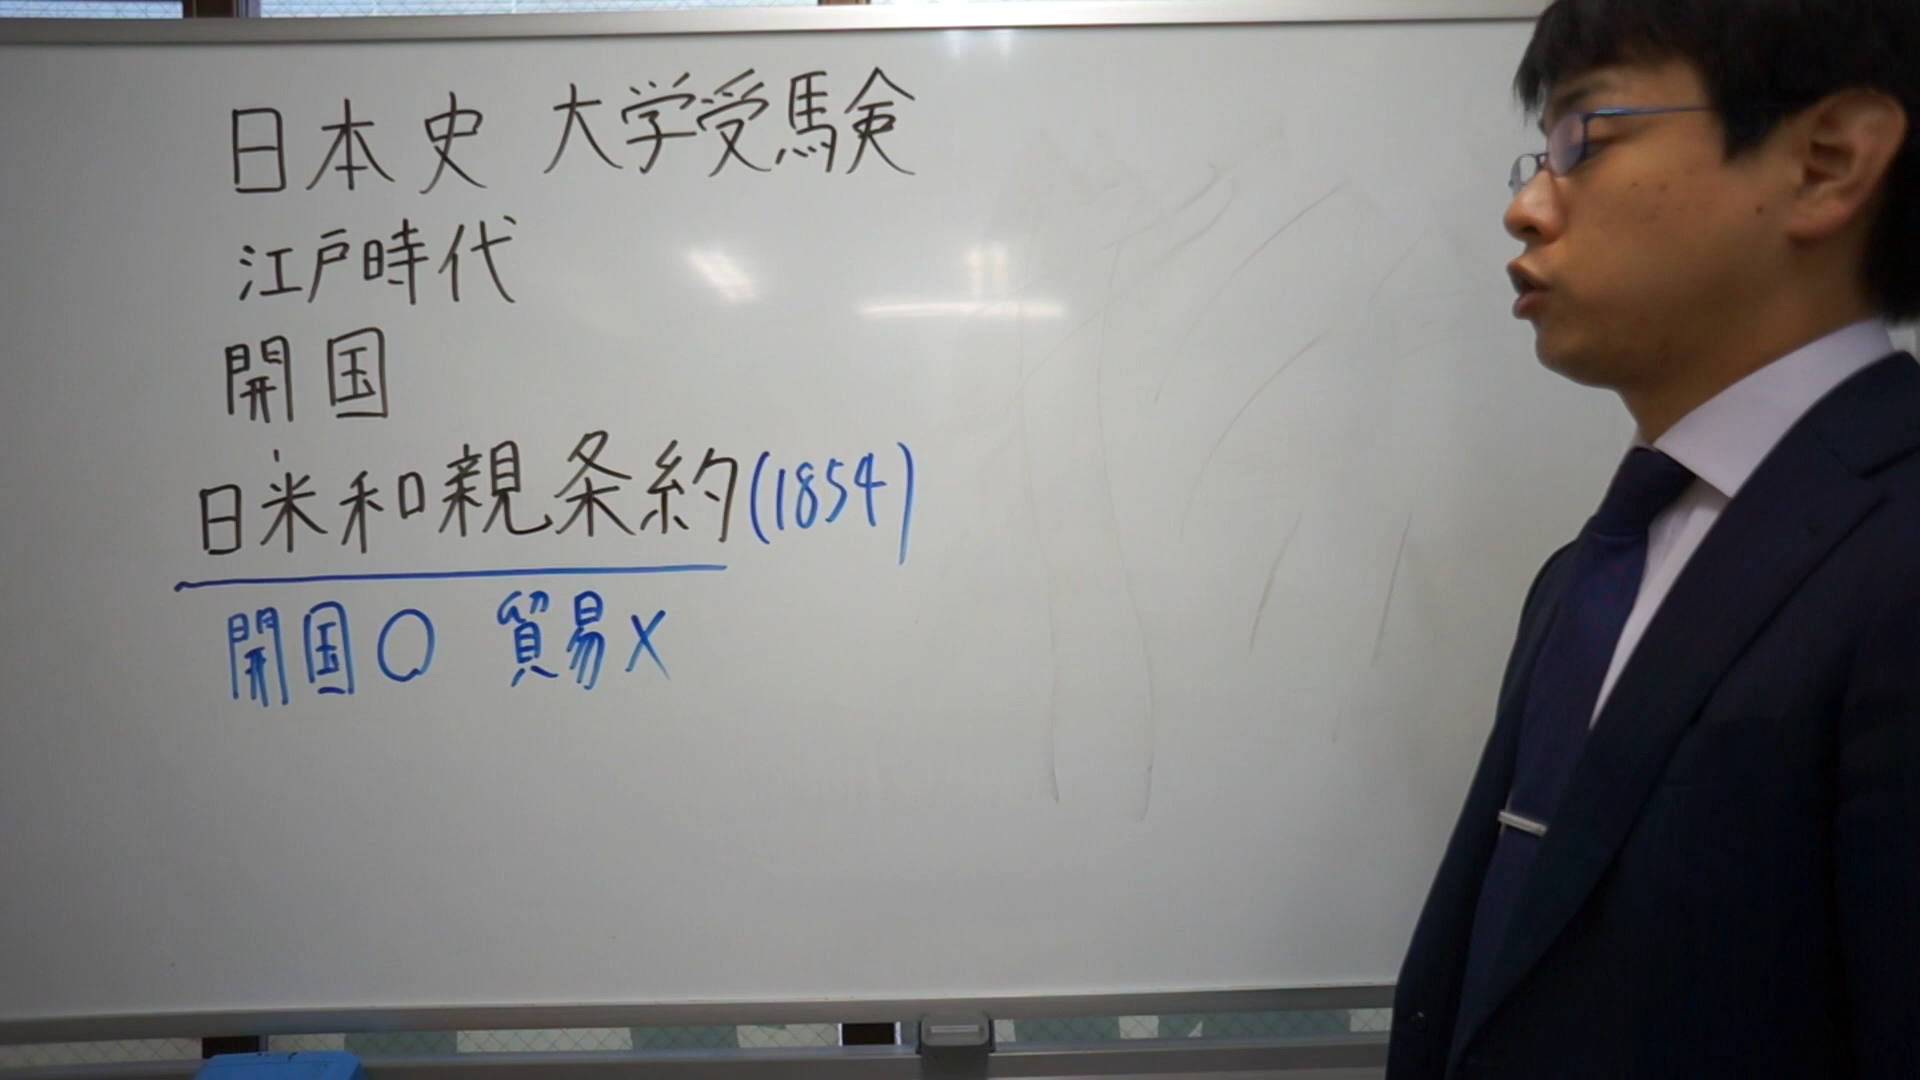 日本史 大学受験
江戸時代
開国
日米和親条約(1854)
開国〇 貿易×